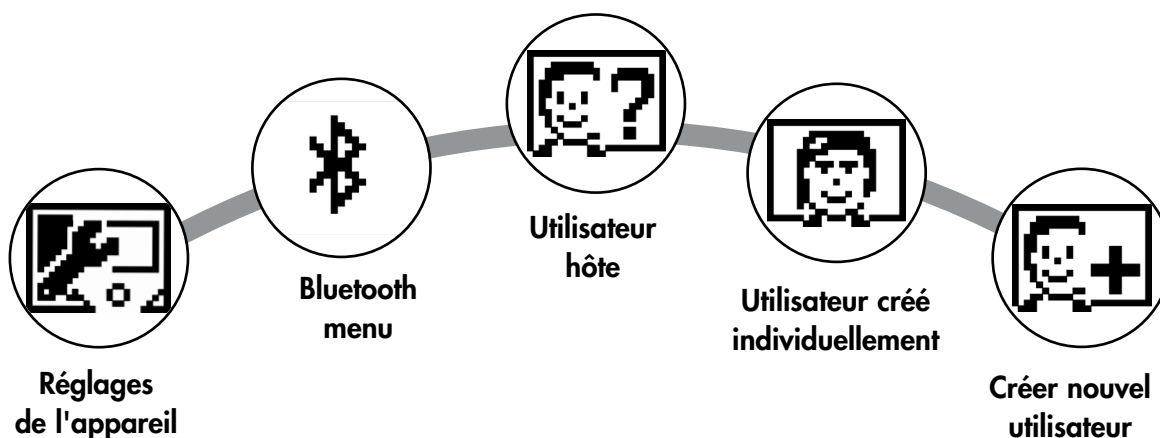 Réglages
de l'appareil
Bluetooth
menu
?
Utilisateur
hôte
Utilisateur créé
individuellement
+
Créer nouvel
utilisateur